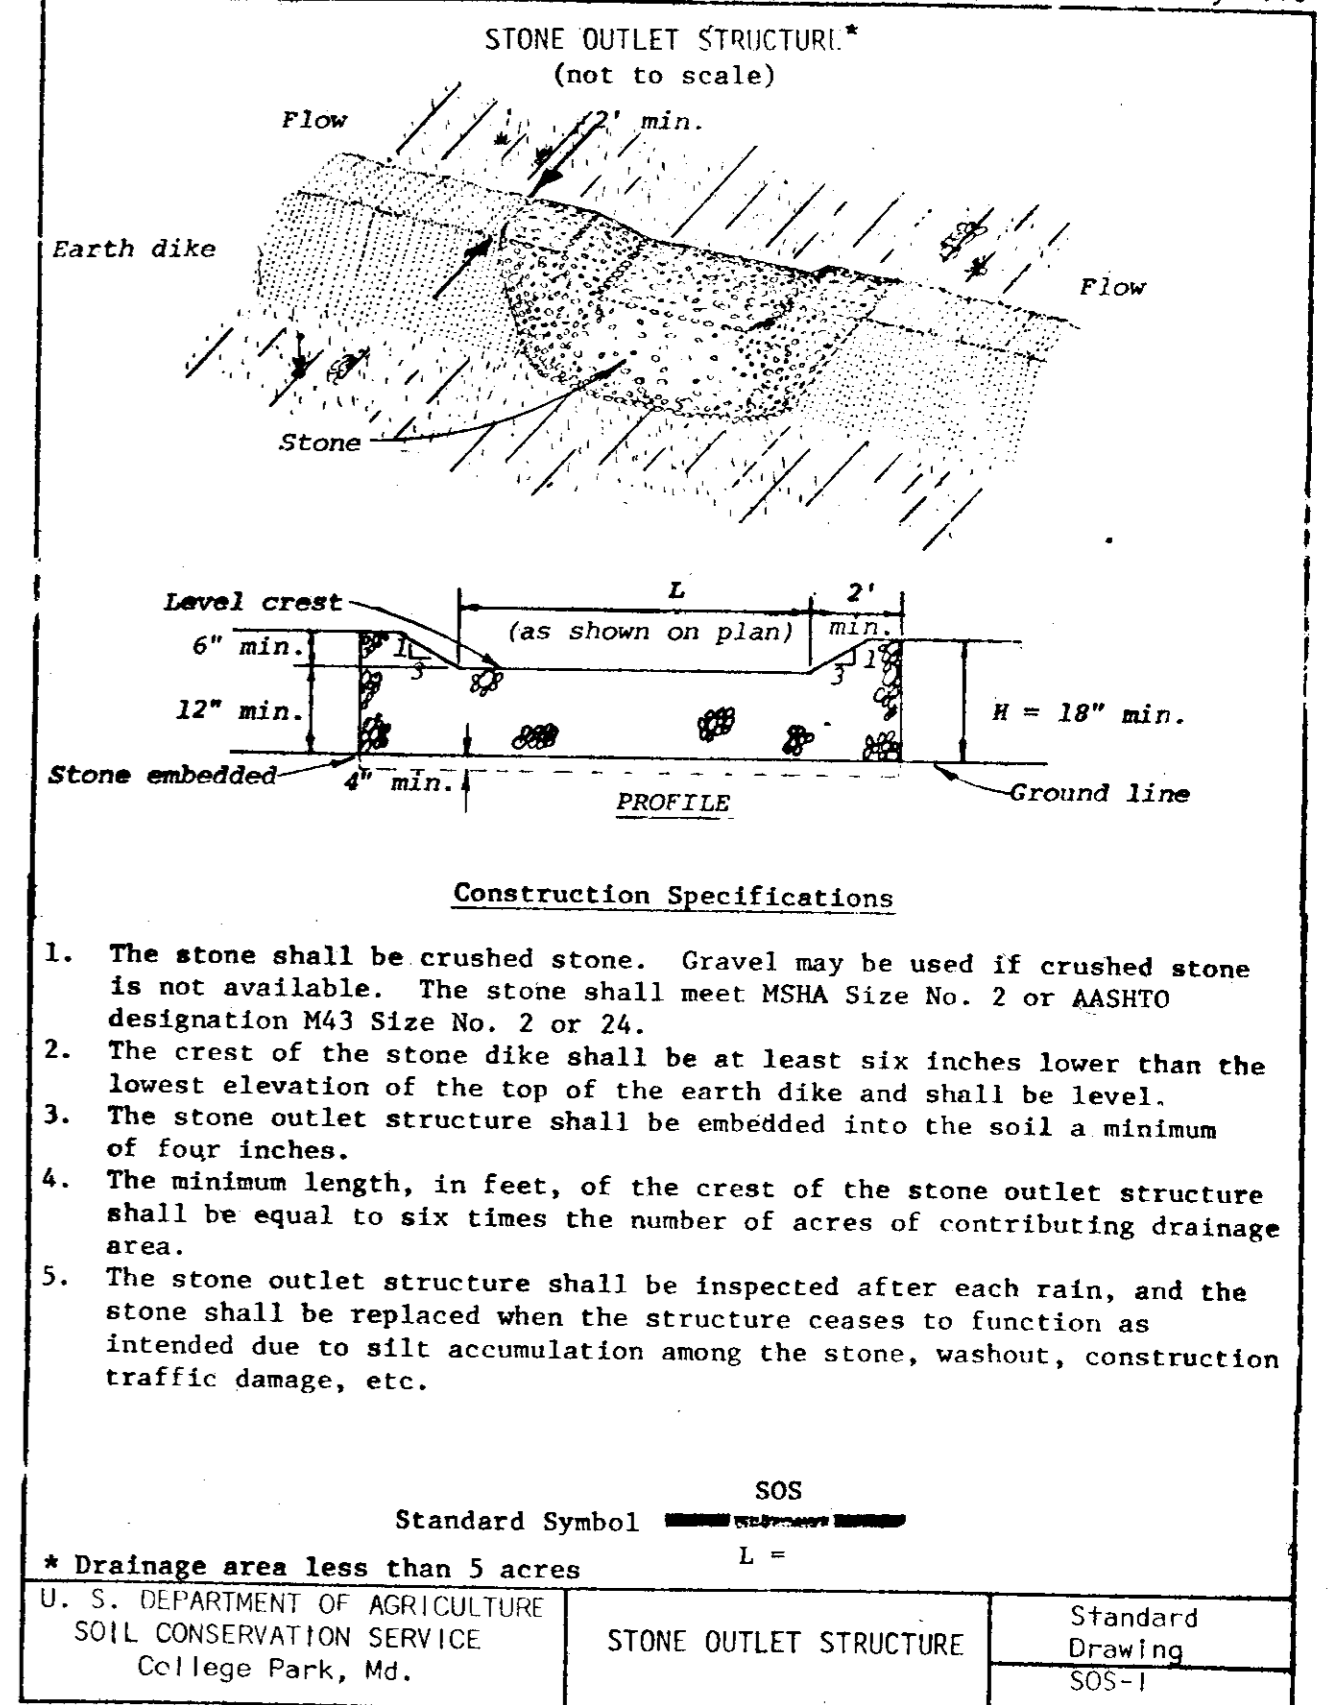 STONE OUTLET STRUCTURE*
(not to scale)
Flow
2' min.
Earth dike
Flow
Stone
Level crest
L
2'
(as shown on plan)
min.
6" min.
1
3
1
3
12" min.
H = 18" min.
Stone embedded
4" min.
PROFILE
Ground line
Construction Specifications
1. The stone shall be crushed stone. Gravel may be used if crushed stone
is not available. The stone shall meet MSHA Size No. 2 or AASHTO
designation M43 Size No. 2 or 24.
2. The crest of the stone dike shall be at least six inches lower than the
lowest elevation of the top of the earth dike and shall be level.
3. The stone outlet structure shall be embedded into the soil a minimum
of four inches.
4. The minimum length, in feet, of the crest of the stone outlet structure
shall be equal to six times the number of acres of contributing drainage
area.
5. The stone outlet structure shall be inspected after each rain, and the
stone shall be replaced when the structure ceases to function as
intended due to silt accumulation among the stone, washout, construction
traffic damage, etc.
SOS
Standard Symbol
L =
* Drainage area less than 5 acres
U. S. DEPARTMENT OF AGRICULTURE
SOIL CONSERVATION SERVICE
College Park, Md.
STONE OUTLET STRUCTURE
Standard
Drawing
SOS-1